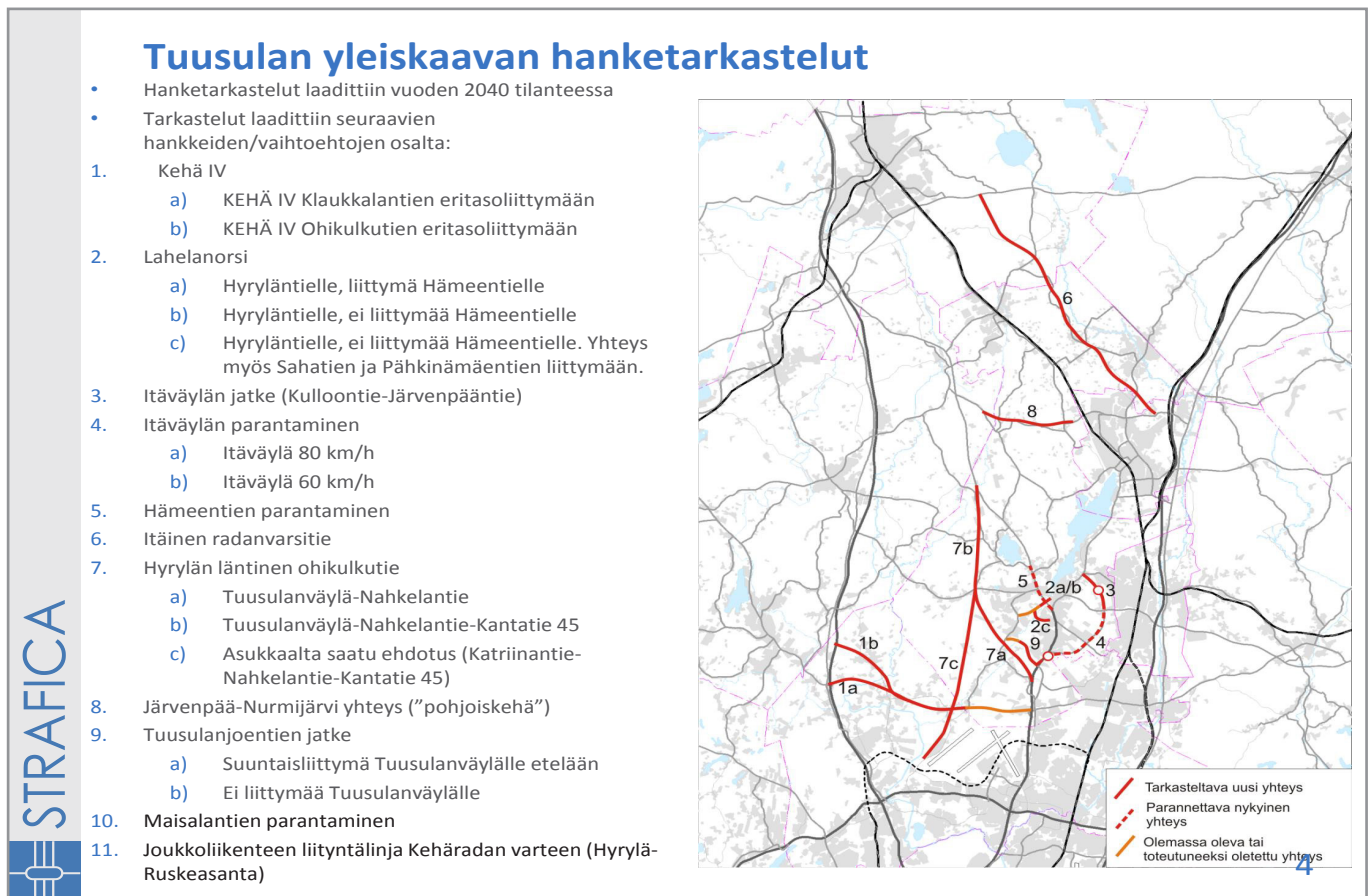 Tuusulan yleiskaavan hanketarkastelut
• Hanketarkastelut laadittiin vuoden 2040 tilanteessa
• Tarkastelut laadittiin seuraavien
hankkeiden/vaihtoehtojen osalta:
1. Kehä IV
a) KEHÄ IV Klaukkalantien eritasoliittymään
b) KEHÄ IV Ohikulkutien eritasoliittymään
2. Lahelanorsi
a) Hyryläntielle, liittymä Hämeentielle
b) Hyryläntielle, ei liittymää Hämeentielle
c) Hyryläntielle, ei liittymää Hämeentielle. Yhteys
myös Sahatien ja Pähkinämäentien liittymään.
3. Itäväylän jatke (Kulloontie-Järvenpääntie)
4. Itäväylän parantaminen
a) Itäväylä 80 km/h
b) Itäväylä 60 km/h
5. Hämeentien parantaminen
6. Itäinen radanvarsitie
7. Hyrylän läntinen ohikulkutie
a) Tuusulanväylä-Nahkelantie
b) Tuusulanväylä-Nahkelantie-Kantatie 45
c) Asukkaalta saatu ehdotus (Katriinantie-
Nahkelantie-Kantatie 45)
8. Järvenpää-Nurmijärvi yhteys ("pohjoiskehä")
9. Tuusulanjoentien jatke
a) Suuntaisliittymä Tuusulanväylälle etelään
b) Ei liittymää Tuusulanväylälle
10. Maisalantien parantaminen
11. Joukkoliikenteen liityntälinja Kehäradan varteen (Hyrylä-
Ruskeasanta)
STRAFICA
6
8
7b
5
2a/b
3
2c
9
4
1b
7c
7a
1a
Tarkasteltava uusi yhteys
Parannettava nykyinen
yhteys
Olemassa oleva tai
toteutuneeksi oletettu yhteys
4